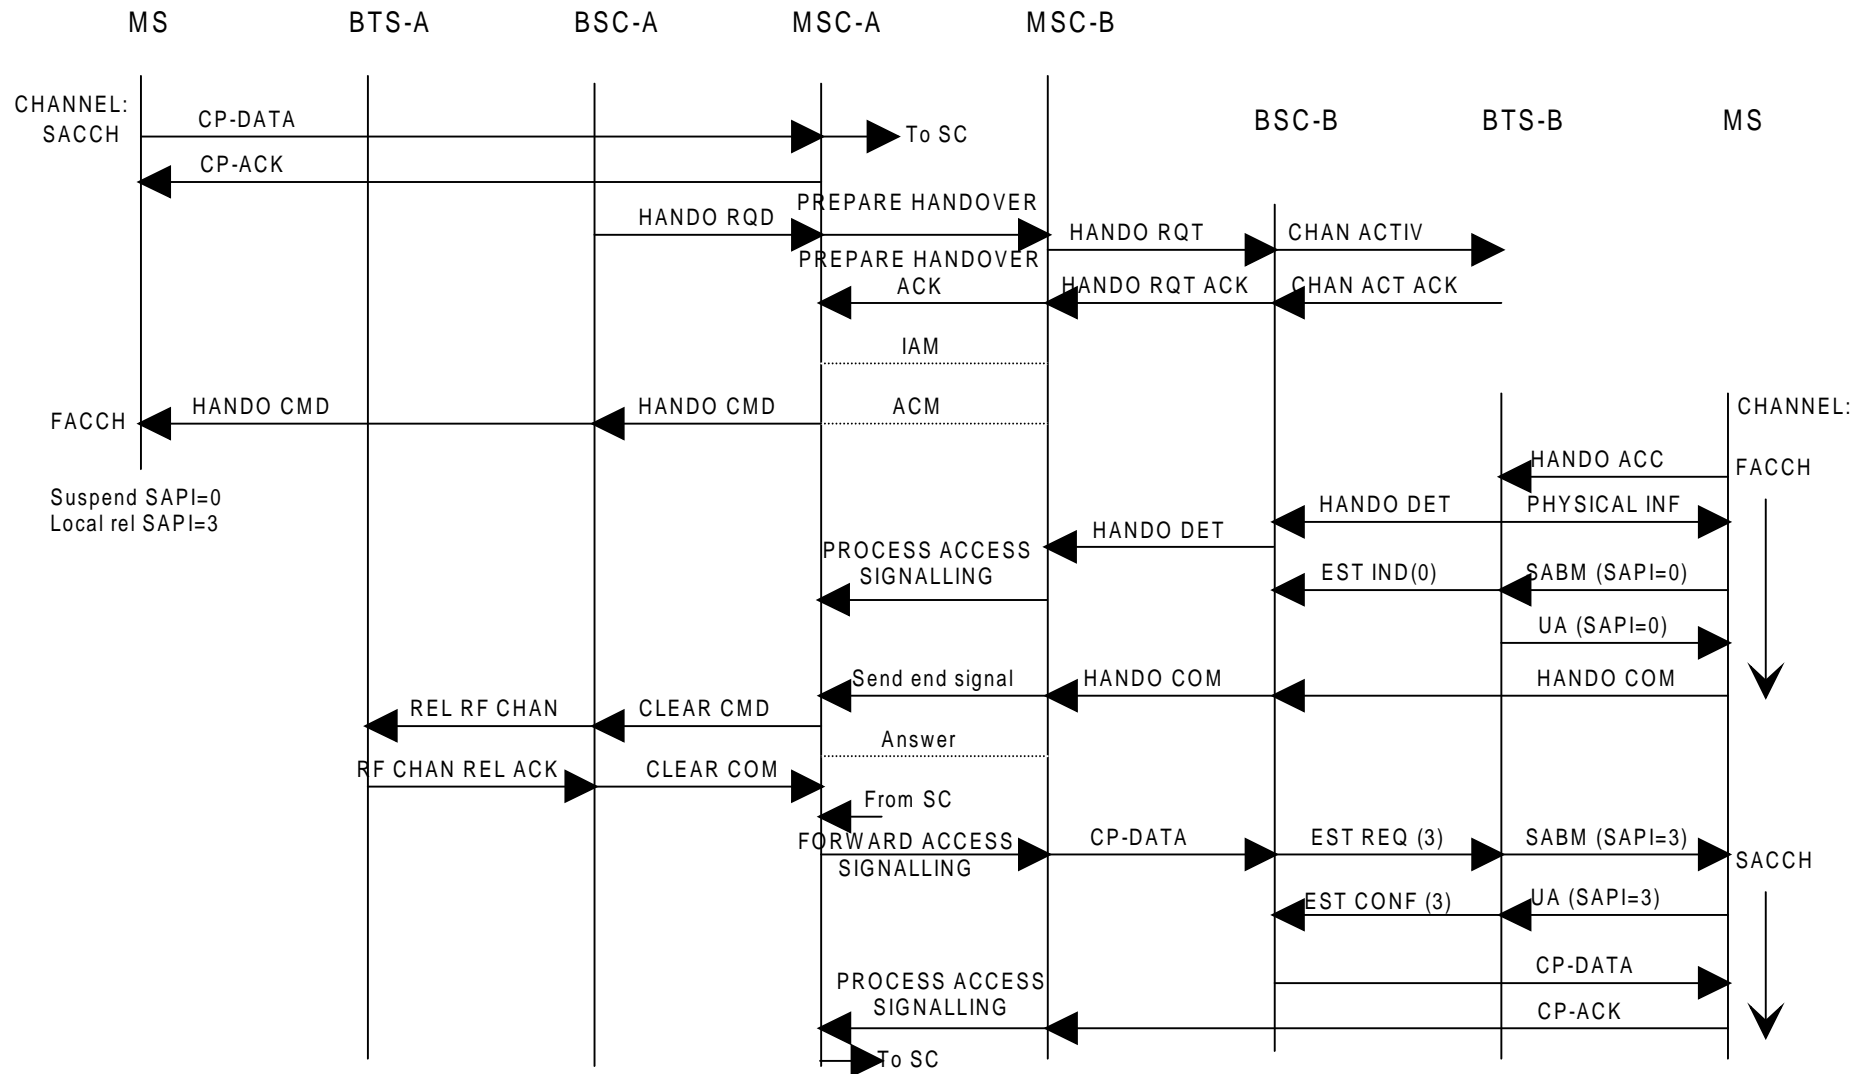 MS BTS-A BSC-A MSC-A MSC-B
BSC-B BTS-B MS
CHANNEL:
SACCH
CP-DATA
To SC
CP-ACK
PREPARE HANDOVER
HANDO RQD
HANDO RQT
CHAN ACTIV
PREPARE HANDOVER
ACK
HANDO RQT ACK
CHAN ACT ACK
IAM
FACCH
HANDO CMD
HANDO CMD
ACM
CHANNEL:
HANDO ACC
FACCH
Suspend SAPI=0
Local rel SAPI=3
HANDO DET
PHYSICAL INF
HANDO DET
PROCESS ACCESS
SIGNALLING
EST IND(0)
SABM (SAPI=0)
UA (SAPI=0)
Send end signal
HANDO COM
HANDO COM
REL RF CHAN
CLEAR CMD
Answer
RF CHAN REL ACK
CLEAR COM
From SC
FORWARD ACCESS
SIGNALLING
CP-DATA
EST REQ (3)
SABM (SAPI=3)
SACCH
EST CONF (3)
UA (SAPI=3)
CP-DATA
PROCESS ACCESS
SIGNALLING
CP-ACK
To SC